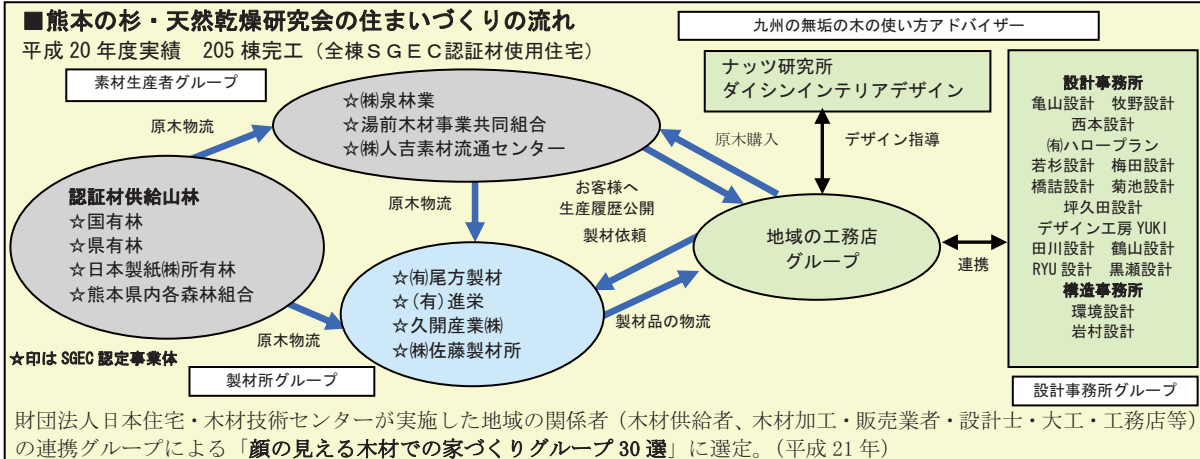 ■熊本の杉・天然乾燥研究会の住まいづくりの流れ
平成20年度実績 205棟完工(全棟SGEC認証材使用住宅)
九州の無垢の木の使い方アドバイザー
素材生産者グループ
ナッツ研究所
ダイシンインテリアデザイン
原木物流
☆㈱泉林業
☆湯前木材事業共同組合
☆㈱人吉素材流通センター
原木購入
デザイン指導
設計事務所
亀山設計 牧野設計
西本設計
㈲ハロープラン
若杉設計 梅田設計
橋詰設計 菊池設計
坪久田設計
デザイン工房YUKI
田川設計 鶴山設計
RYU設計 黒瀬設計
構造事務所
環境設計
岩村設計
認証材供給山林
☆国有林
☆県有林
☆日本製紙㈱所有林
☆熊本県内各森林組合
原木物流
お客様へ
生産履歴公開
製材依頼
地域の工務店
グループ
連携
☆㈲尾方製材
☆(有)進栄
☆久開産業㈱
☆㈱佐藤製材所
製材品の物流
原木物流
☆印はSGEC認定事業体
製材所グループ
設計事務所グループ
財団法人日本住宅・木材技術センターが実施した地域の関係者(木材供給者、木材加工・販売業者・設計士・大工・工務店等)
の連携グループによる「顔の見える木材での家づくりグループ30選」に選定。(平成21年)